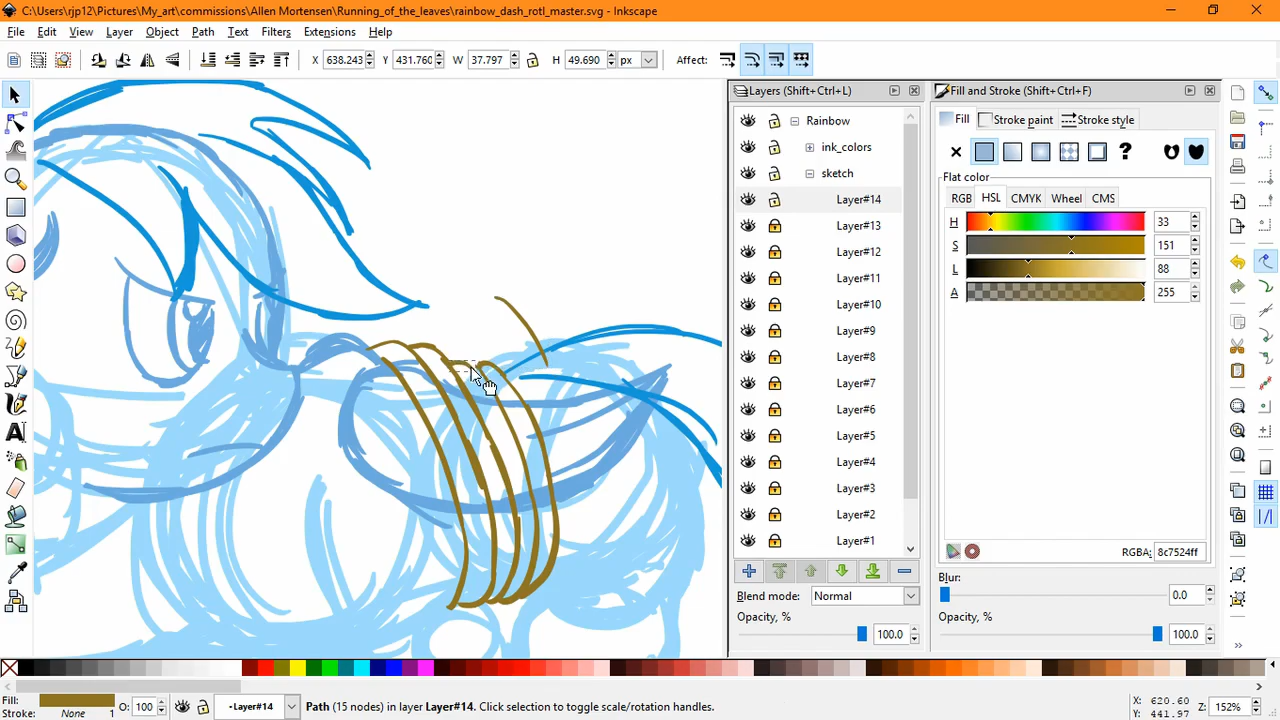 C:\Users\rjp12\Pictures\My_art\commissions\Allen Mortensen\Running_of_the_leaves\rainbow_dash_rotl_master.svg - Inkscape
File Edit View Layer Object Path Text Filters Extensions Help
X 638.243 Y 431.760 W 37.797 H 49.690 px Affect:
Layers (Shift+Ctrl+L)
Rainbow
ink_colors
sketch
Layer#14
Layer#13
Layer#12
Layer#11
Layer#10
Layer#9
Layer#8
Layer#7
Layer#6
Layer#5
Layer#4
Layer#3
Layer#2
Layer#1
Blend mode: Normal
Opacity, %
100.0
Fill and Stroke (Shift+Ctrl+F)
Fill Stroke paint Stroke style
Flat color
RGB HSL CMYK Wheel CMS
H 33
S 151
L 88
A 255
RGBA: 8c7524ff
Blur:
0.0
Opacity, %
100.0
Fill:
Stroke: None 1
O: 100
•Layer#14
Path (15 nodes) in layer Layer#14. Click selection to toggle scale/rotation handles.
X: 620.60
Y: 441.97
Z: 152%